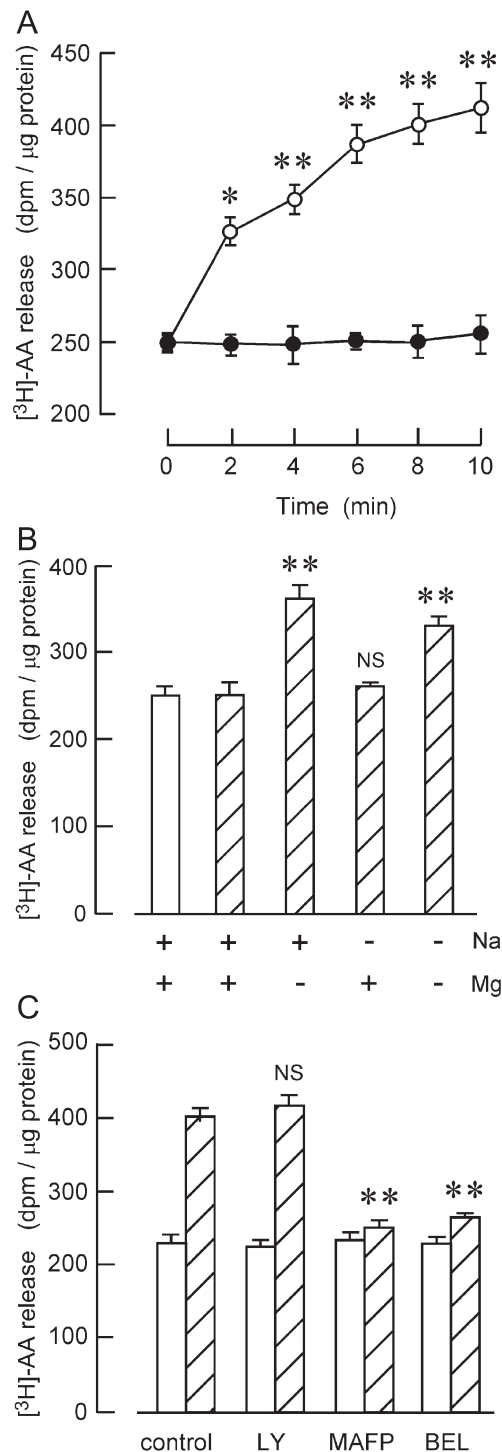 A
[³H]-AA release (dpm / μg protein)
450
400
350
300
250
200
*
**
**
**
**
0 2 4 6 8 10
Time (min)
B
[³H]-AA release (dpm / μg protein)
400
300
200
100
0
**
NS
**
+ + + - - Na
+ + - + - Mg
C
[³H]-AA release (dpm / μg protein)
500
400
300
200
100
0
NS
**
**
control LY MAFP BEL